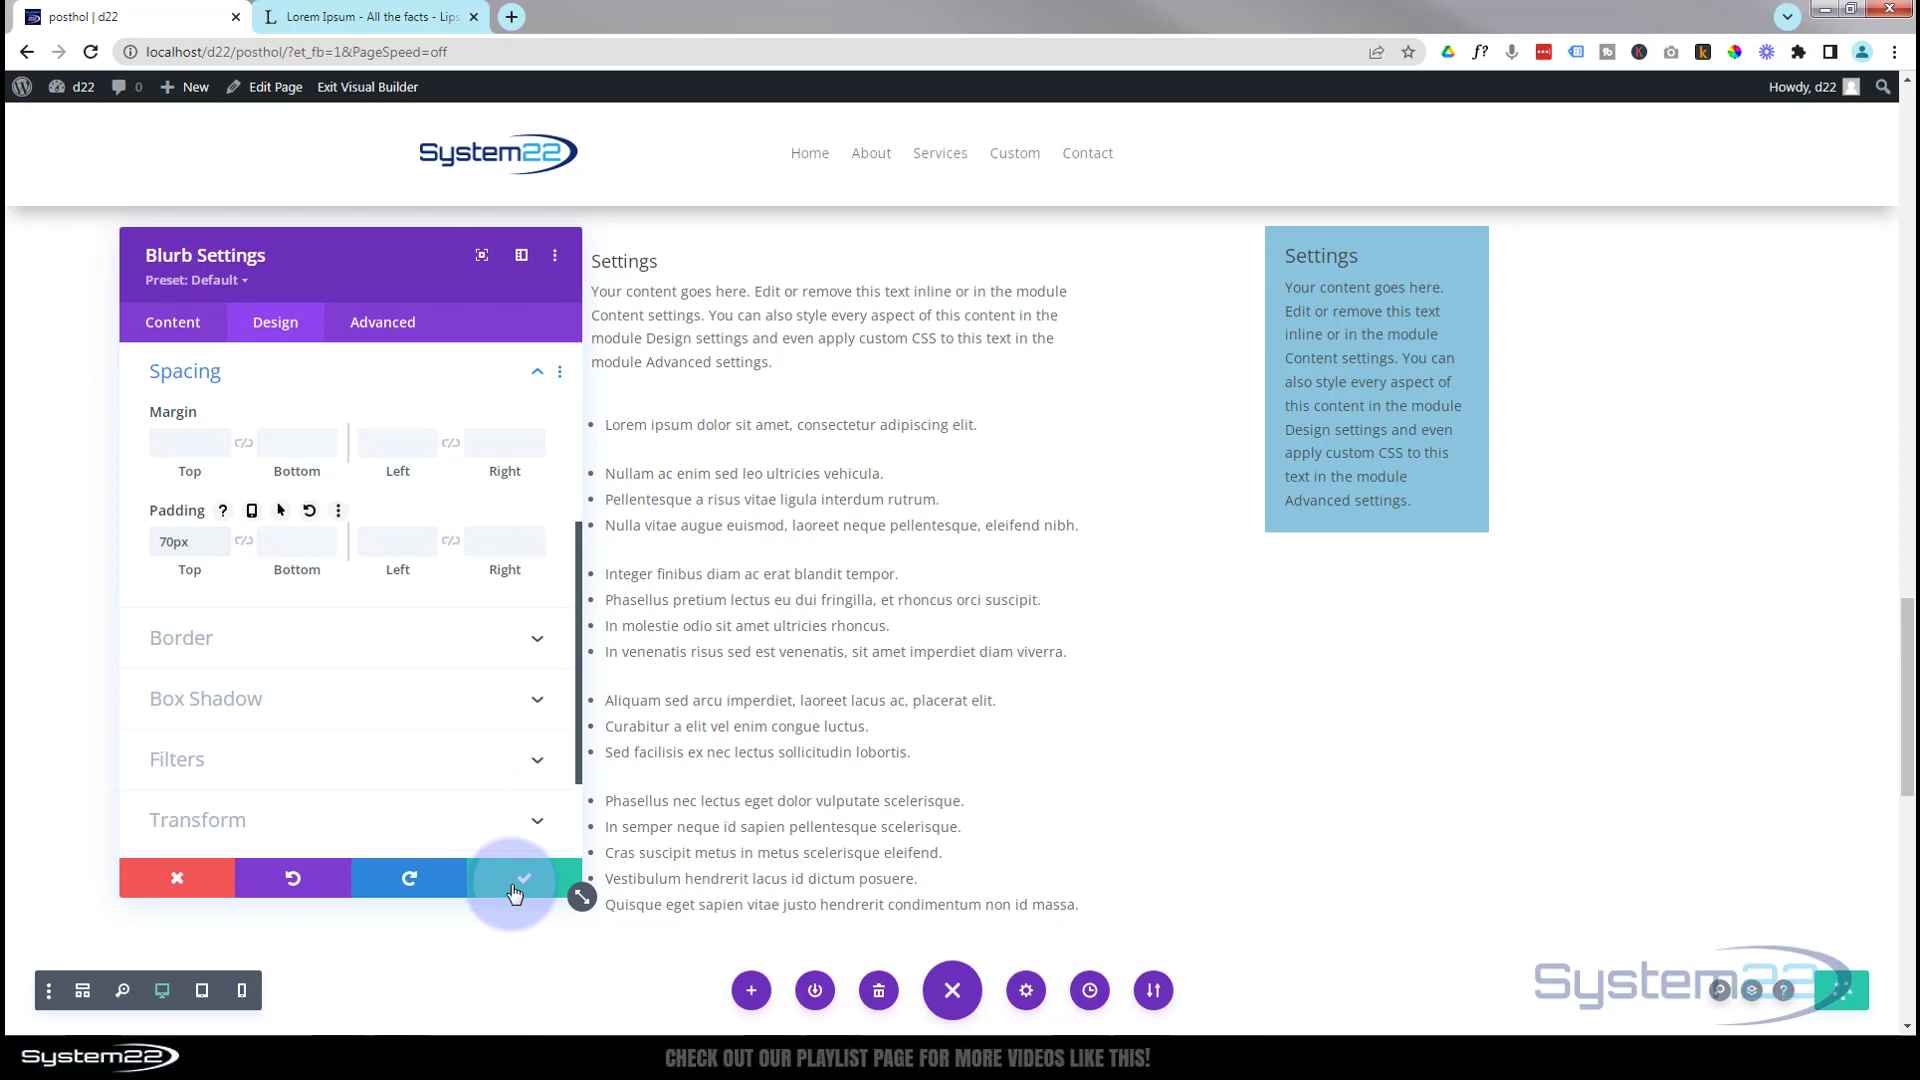 posthol | d22
Lorem Ipsum - All the facts - Lips
localhost/d22/posthol/?et_fb=1&PageSpeed=off
d22 0 New Edit Page Exit Visual Builder Howdy, d22
System22
Home About Services Custom Contact
Blurb Settings
Preset: Default
Content Design Advanced
Spacing
Margin
Top Bottom Left Right
Padding
70px
Top Bottom Left Right
Border
Box Shadow
Filters
Transform
Settings
Your content goes here. Edit or remove this text inline or in the module
Content settings. You can also style every aspect of this content in the
module Design settings and even apply custom CSS to this text in the
module Advanced settings.
Lorem ipsum dolor sit amet, consectetur adipiscing elit.
Nullam ac enim sed leo ultricies vehicula.
Pellentesque a risus vitae ligula interdum rutrum.
Nulla vitae augue euismod, laoreet neque pellentesque, eleifend nibh.
Integer finibus diam ac erat blandit tempor.
Phasellus pretium lectus eu dui fringilla, et rhoncus orci suscipit.
In molestie odio sit amet ultricies rhoncus.
In venenatis risus sed est venenatis, sit amet imperdiet diam viverra.
Aliquam sed arcu imperdiet, laoreet lacus ac, placerat elit.
Curabitur a elit vel enim congue luctus.
Sed facilisis ex nec lectus sollicitudin lobortis.
Phasellus nec lectus eget dolor vulputate scelerisque.
In semper neque id sapien pellentesque scelerisque.
Cras suscipit metus in metus scelerisque eleifend.
Vestibulum hendrerit lacus id dictum posuere.
Quisque eget sapien vitae justo hendrerit condimentum non id massa.
Settings
Your content goes here.
Edit or remove this text
inline or in the module
Content settings. You can
also style every aspect of
this content in the module
Design settings and even
apply custom CSS to this
text in the module
Advanced settings.
System22
System22
CHECK OUT OUR PLAYLIST PAGE FOR MORE VIDEOS LIKE THIS!